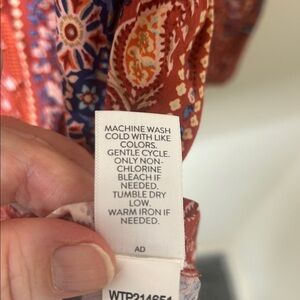 MACHINE WASH
COLD WITH LIKE
COLORS.
GENTLE CYCLE.
ONLY NON-
CHLORINE
BLEACH IF
NEEDED.
TUMBLE DRY
LOW.
WARM IRON IF
NEEDED.
AD
WTP214651